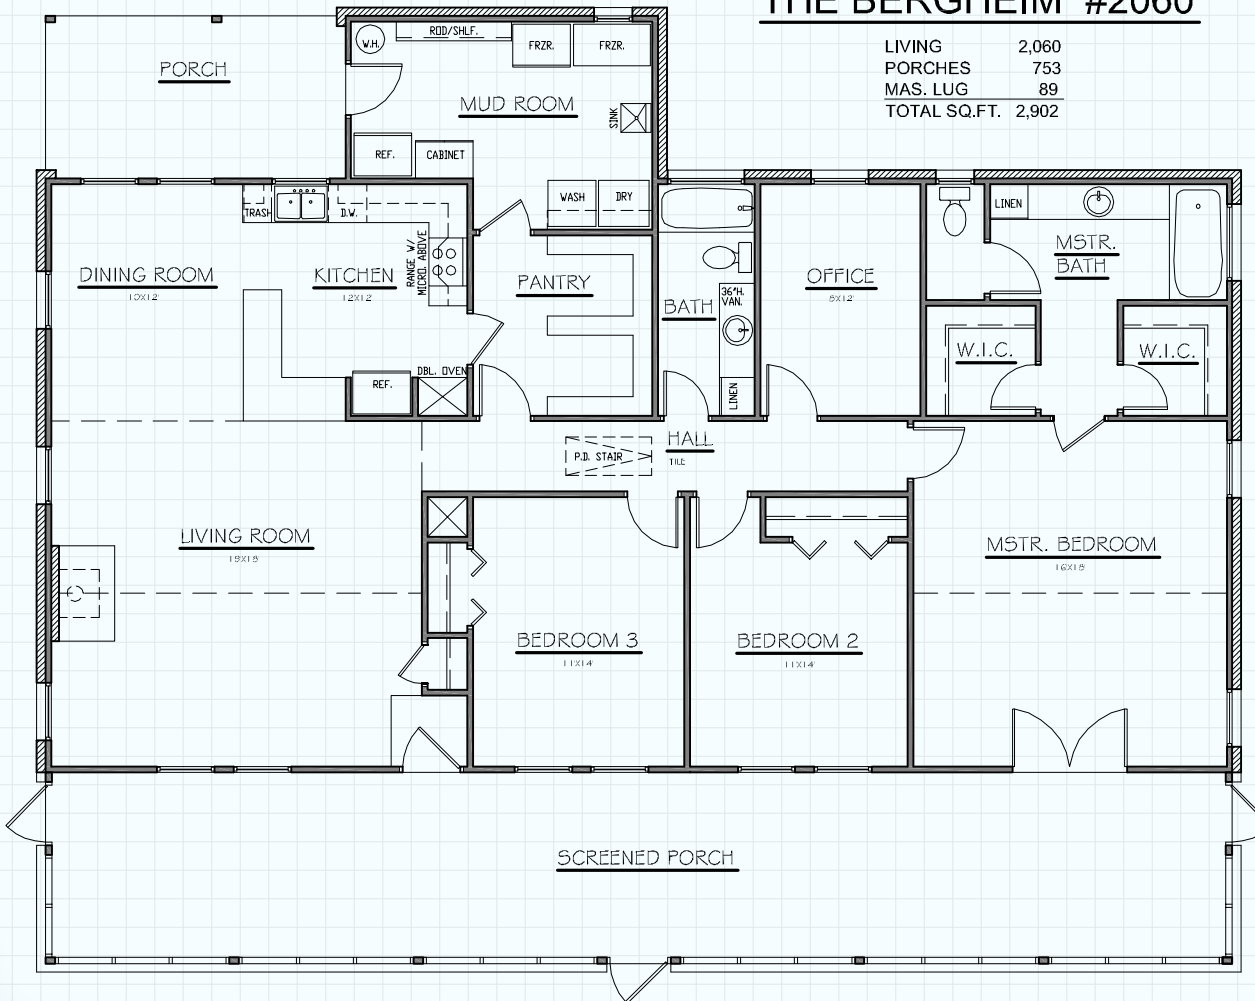 THE BERGHEIM #2060
LIVING 2,060
PORCHES 753
MAS. LUG 89
TOTAL SQ.FT. 2,902
PORCH
W.H.
ROD/SHLF.
FRZR.
FRZR.
MUD ROOM
SINK
REF.
CABINET
WASH
DRY
TRASH
D.W.
RANGE W/
MICRO. ABOVE
DINING ROOM
10X12
KITCHEN
12X12
PANTRY
BATH
36"H.
VAN.
LINEN
OFFICE
8X12
LINEN
MSTR.
BATH
W.I.C.
W.I.C.
REF.
DBL. OVEN
P.D. STAIR
HALL
TILE
LIVING ROOM
MSTR. BEDROOM
BEDROOM 3
11X14
BEDROOM 2
11X14
SCREENED PORCH